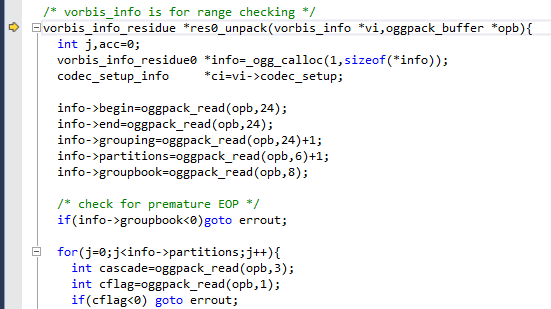 /* vorbis_info is for range checking */
vorbis_info_residue *res0_unpack(vorbis_info *vi,oggpack_buffer *opb){
  int j,acc=0;
  vorbis_info_residue0 *info=_ogg_calloc(1,sizeof(*info));
  codec_setup_info     *ci=vi->codec_setup;

  info->begin=oggpack_read(opb,24);
  info->end=oggpack_read(opb,24);
  info->grouping=oggpack_read(opb,24)+1;
  info->partitions=oggpack_read(opb,6)+1;
  info->groupbook=oggpack_read(opb,8);

  /* check for premature EOP */
  if(info->groupbook<0)goto errout;

  for(j=0;j<info->partitions;j++){
    int cascade=oggpack_read(opb,3);
    int cflag=oggpack_read(opb,1);
    if(cflag<0) goto errout;